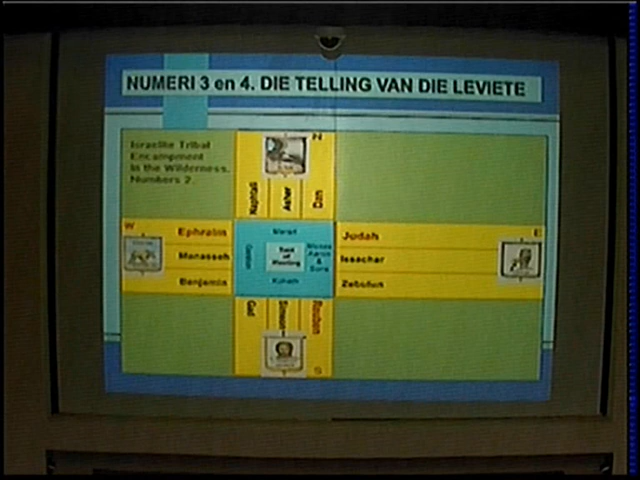 NUMERI 3 en 4. DIE TELLING VAN DIE LEVIETE
Israelite Tribal
Encampment
In the Wilderness.
Numbers 2
N
Naphtali
Asher
Dan
W
Ephraim
Manasseh
Benjamin
Merari
Gershon
Tent
of
Meeting
Moses
Aaron
&
Sons
Kohath
Judah
Issachar
Zebulun
E
Gad
Simeon
Reuben
S